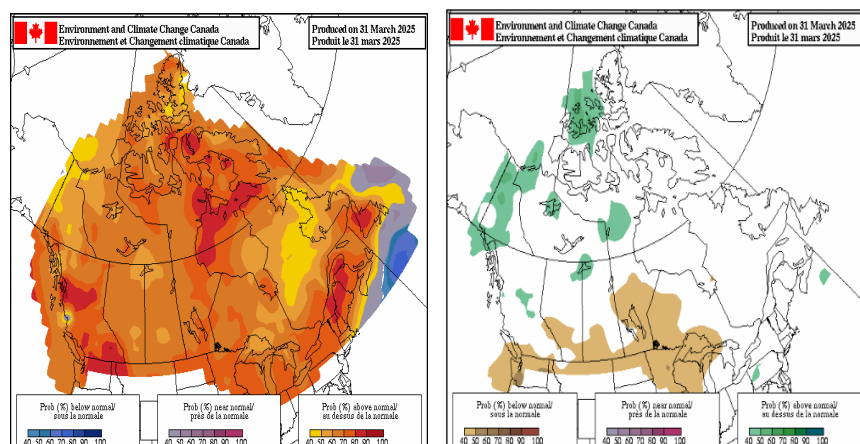 Environment and Climate Change Canada
Environnement et Changement climatique Canada
Produced on 31 March 2025
Produit le 31 mars 2025
Prob (%) below normal/
sous la normale
40 50 60 70 80 90 100
Prob (%) near normal/
près de la normale
40 50 60 70 80 90 100
Prob (%) above normal/
au dessus de la normale
40 50 60 70 80 90 100
Environment and Climate Change Canada
Environnement et Changement climatique Canada
Produced on 31 March 2025
Produit le 31 mars 2025
Prob (%) below normal/
sous la normale
40 50 60 70 80 90 100
Prob (%) near normal/
près de la normale
40 50 60 70 80 90 100
Prob (%) above normal/
au dessus de la normale
40 50 60 70 80 90 100